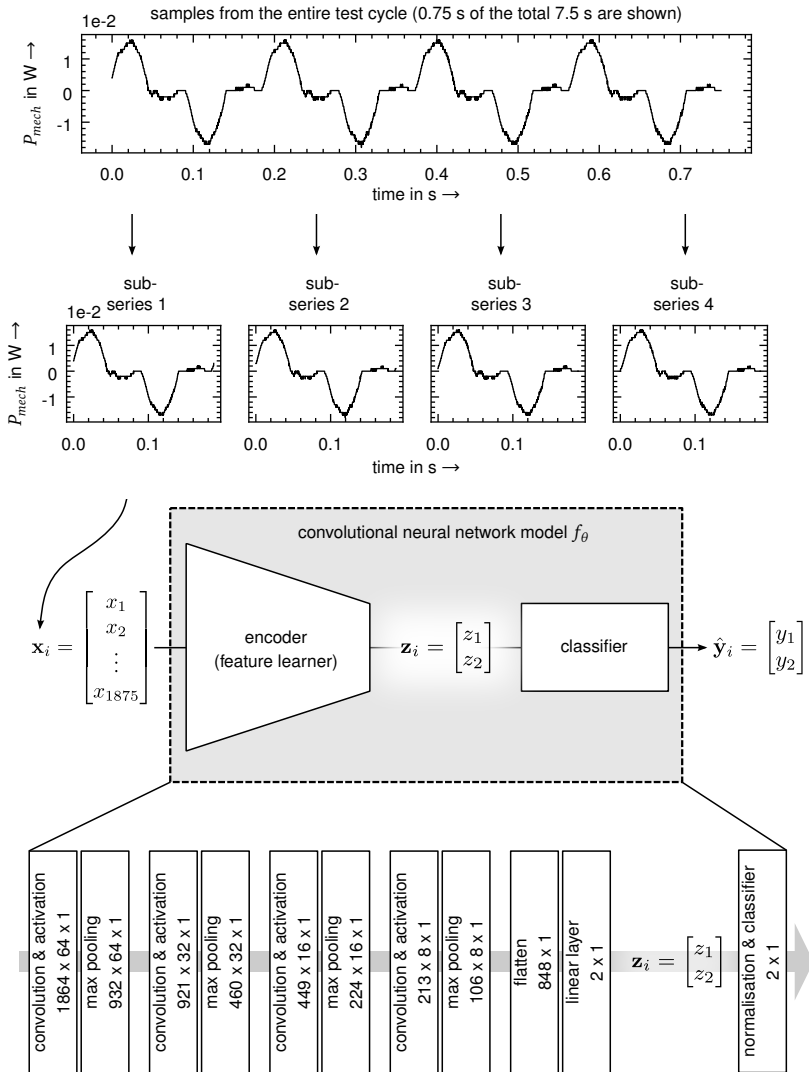 samples from the entire test cycle (0.75 s of the total 7.5 s are shown)
1e-2
P_mech in W →
1
0
-1
0.0 0.1 0.2 0.3 0.4 0.5 0.6 0.7
time in s →
sub- sub- sub- sub-
series 1 series 2 series 3 series 4
1e-2
P_mech in W →
1
0
-1
0.0 0.1 0.0 0.1 0.0 0.1 0.0 0.1
time in s → time in s →
convolutional neural network model f_θ
x_i = [x_1 x_2 ⋮ x_1875]
encoder
(feature learner)
z_i = [z_1 z_2]
classifier
ŷ_i = [y_1 y_2]
convolution & activation
1864 x 64 x 1
max pooling
932 x 64 x 1
convolution & activation
921 x 32 x 1
max pooling
460 x 32 x 1
convolution & activation
449 x 16 x 1
max pooling
224 x 16 x 1
convolution & activation
213 x 8 x 1
max pooling
106 x 8 x 1
flatten
848 x 1
linear layer
2 x 1
z_i = [z_1 z_2]
normalisation & classifier
2 x 1